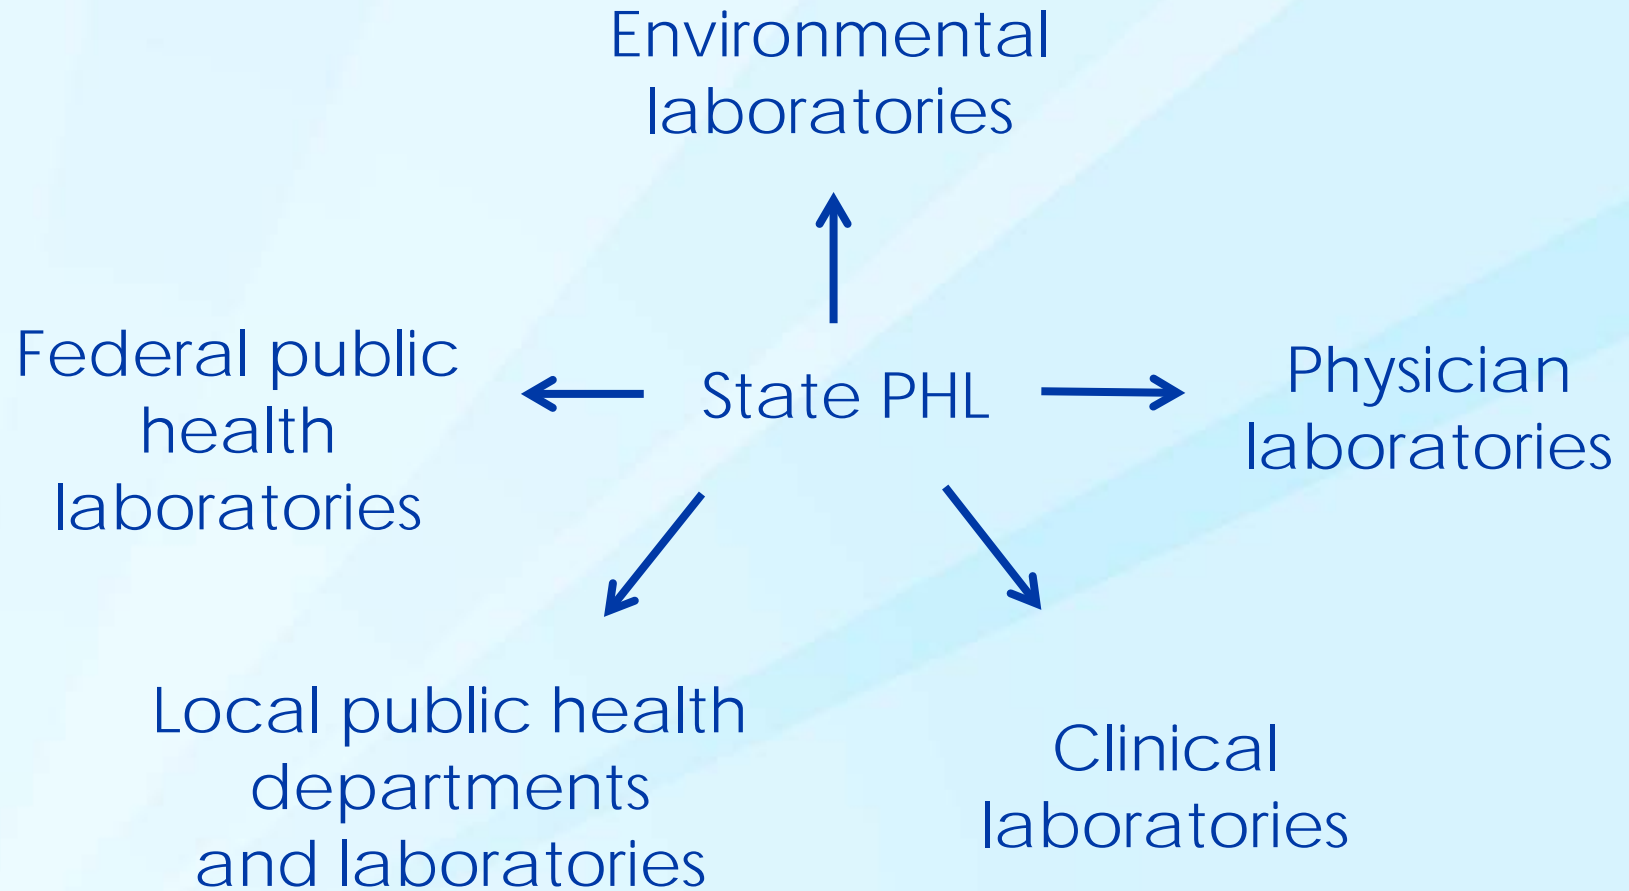 Environmental
laboratories
Federal public
health
laboratories
State PHL
Physician
laboratories
Local public health
departments
and laboratories
Clinical
laboratories